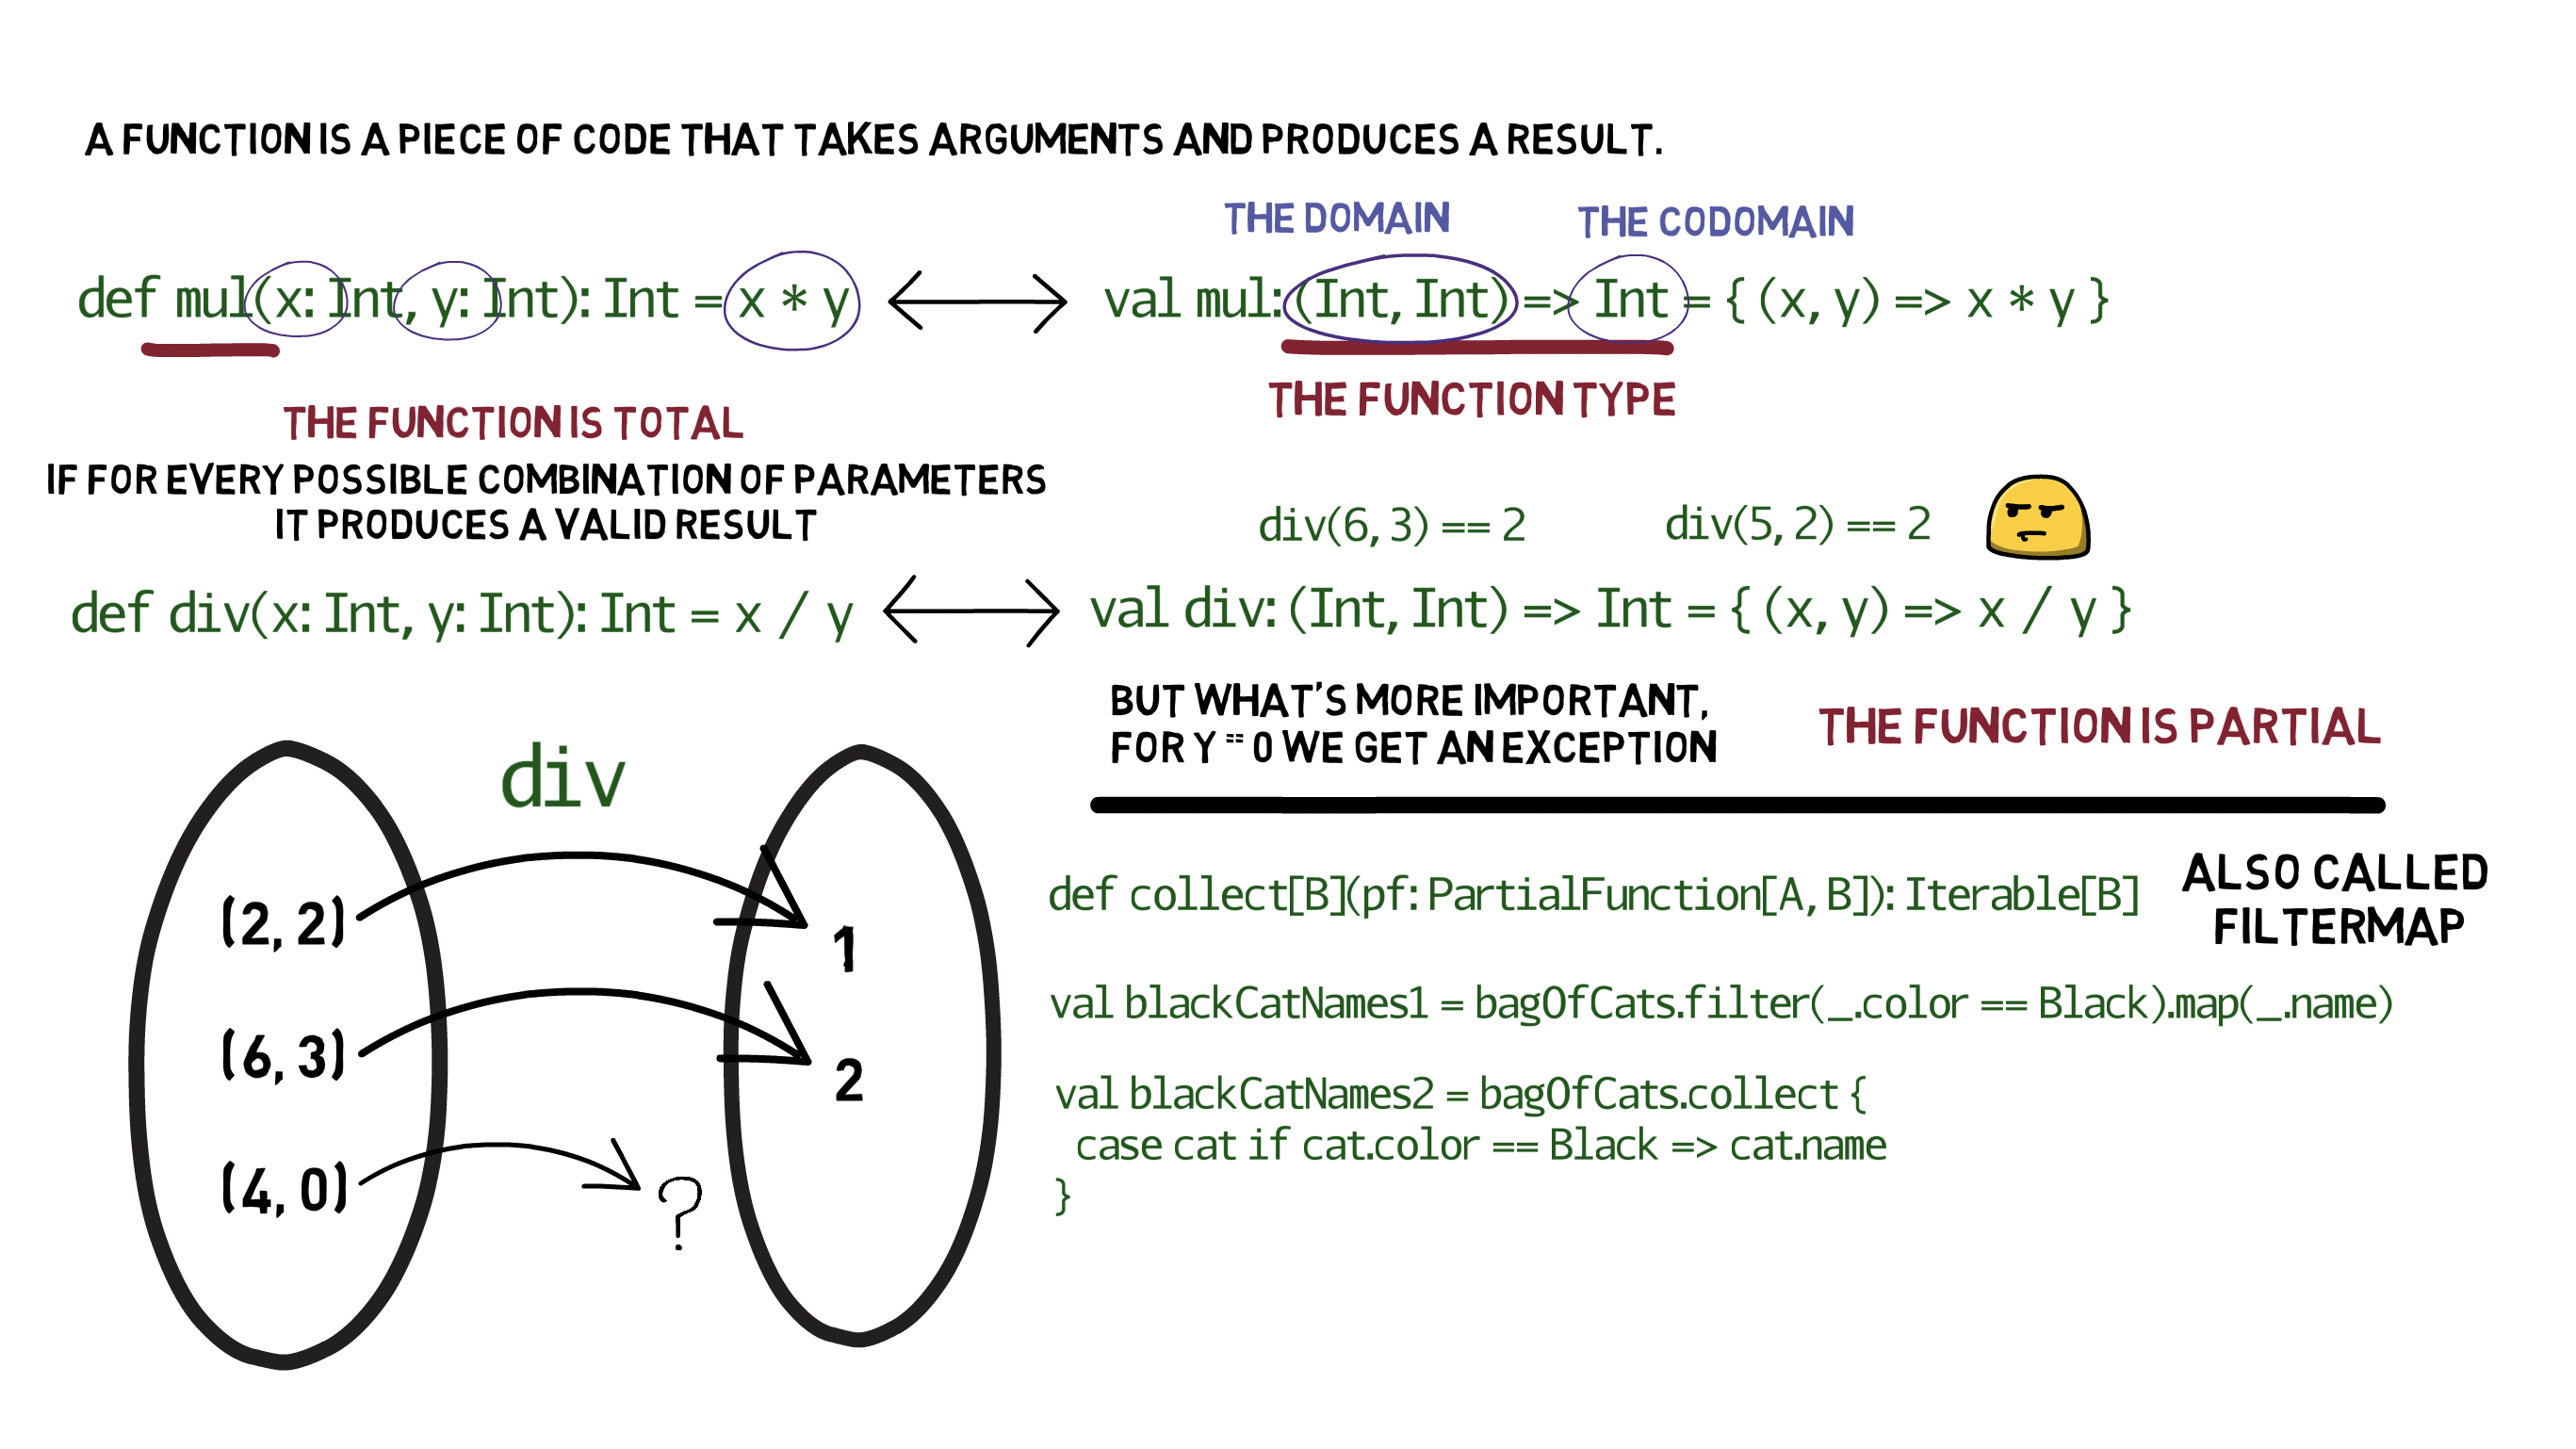 A FUNCTION IS A PIECE OF CODE THAT TAKES ARGUMENTS AND PRODUCES A RESULT.
THE DOMAIN
THE CODOMAIN
def mul(x: Int, y: Int): Int = x * y
val mul: (Int, Int) => Int = { (x, y) => x * y }
THE FUNCTION TYPE
THE FUNCTION IS TOTAL
IF FOR EVERY POSSIBLE COMBINATION OF PARAMETERS
IT PRODUCES A VALID RESULT
div(6, 3) == 2
div(5, 2) == 2
def div(x: Int, y: Int): Int = x / y
val div: (Int, Int) => Int = { (x, y) => x / y }
BUT WHAT'S MORE IMPORTANT,
FOR Y == 0 WE GET AN EXCEPTION
THE FUNCTION IS PARTIAL
div
(2, 2)
1
(6, 3)
2
(4, 0)
?
def collect[B](pf: PartialFunction[A, B]): Iterable[B]
ALSO CALLED
FILTERMAP
val blackCatNames1 = bagOfCats.filter(_.color == Black).map(_.name)
val blackCatNames2 = bagOfCats.collect {
case cat if cat.color == Black => cat.name
}